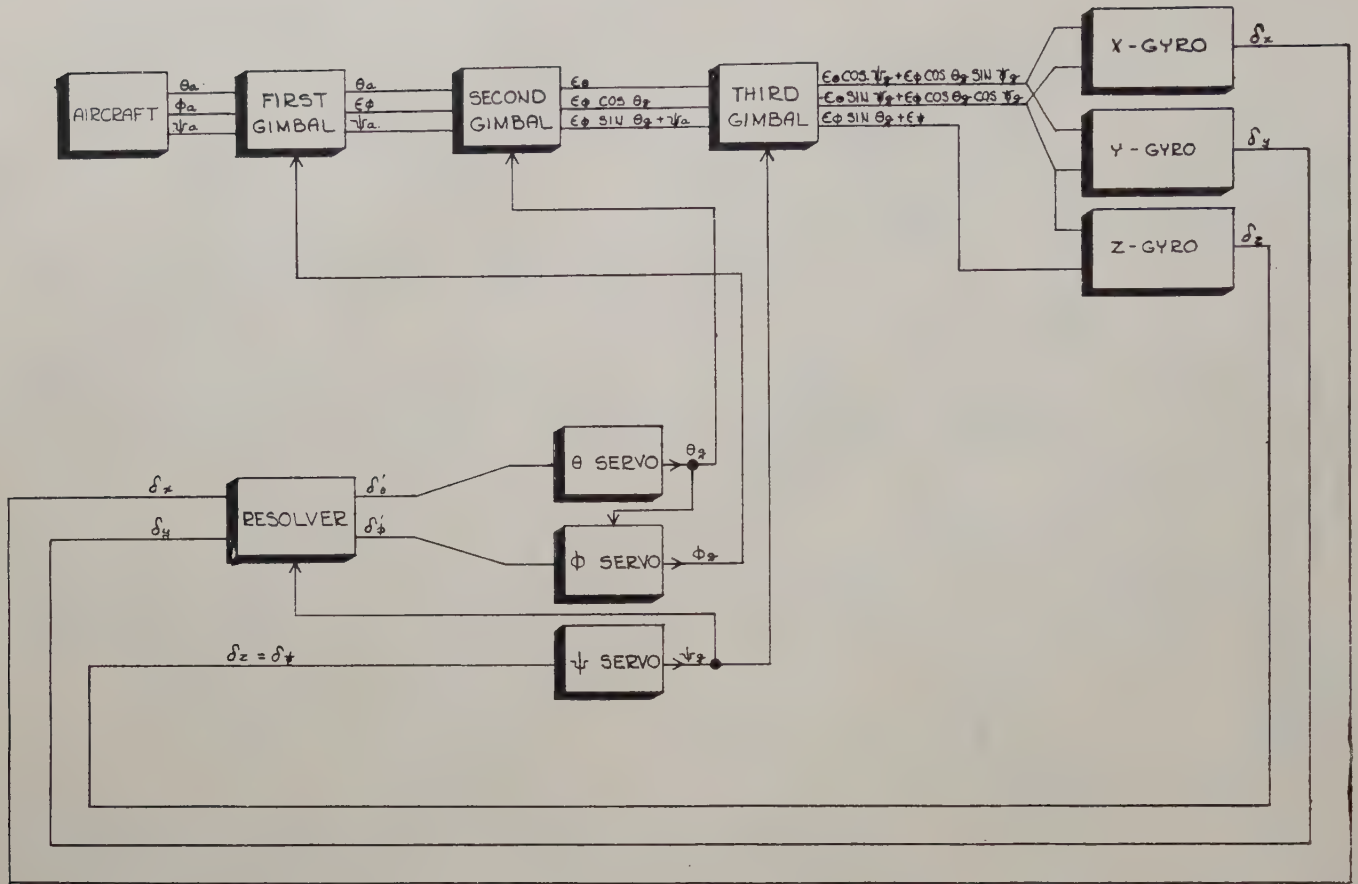 AIRCRAFT
θa
φa
ψa
FIRST
GIMBAL
θa
εφ
ψa
SECOND
GIMBAL
εθ
εφ COS θg
εφ SIN θg + ψa
THIRD
GIMBAL
εθ COS ψg + εφ COS θg SIN ψg
-εθ SIN ψg + εφ COS θg COS ψg
εφ SIN θg + εψ
X - GYRO
δx
Y - GYRO
δy
Z - GYRO
δz
δx
δy
RESOLVER
δ'θ
δ'φ
θ SERVO
θg
φ SERVO
φg
δz = δψ
ψ SERVO
ψg